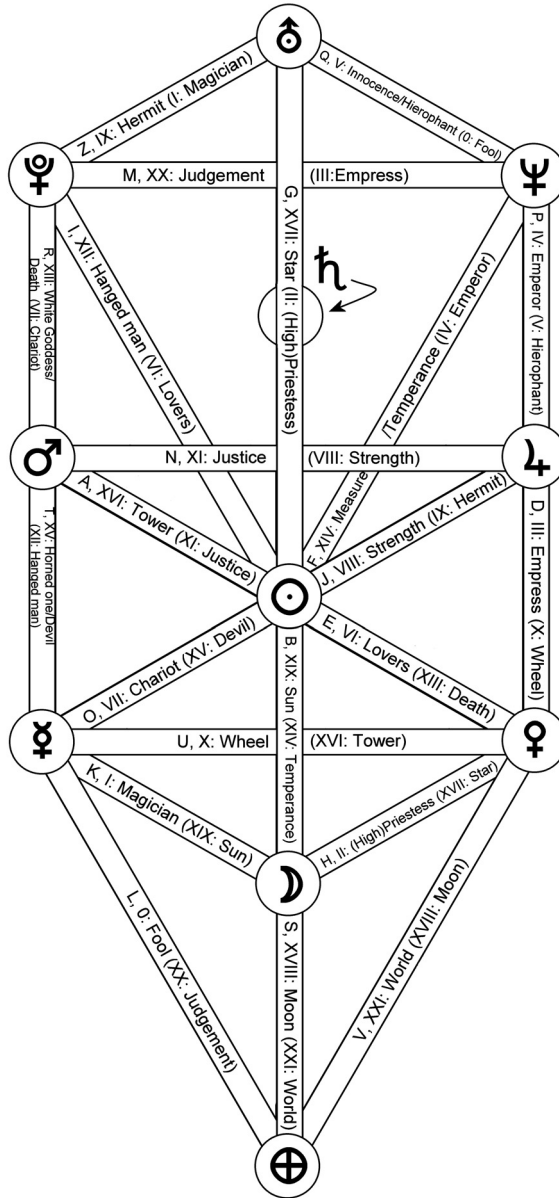 Z, IX: Hermit (I: Magician)
Q, V: Innocence/Hierophant (0: Fool)
M, XX: Judgement
(III:Empress)
G, XVII: Star (II: (High)Priestess)
R, XIII: White Goddess/
Death (VII: Chariot)
I, XII: Hanged man (VI: Lovers)
F, XIV: Measure
/Temperance (IV: Emperor)
P, IV: Emperor (V: Hierophant)
N, XI: Justice
(VIII: Strength)
A, XVI: Tower (XI: Justice)
J, VIII: Strength (IX: Hermit)
T, XV: Horned one/Devil
(XII: Hanged man)
D, III: Empress (X: Wheel)
O, VII: Chariot (XV: Devil)
B, XIX: Sun (XIV: Temperance)
E, VI: Lovers (XIII: Death)
U, X: Wheel
(XVI: Tower)
K, I: Magician (XIX: Sun)
H, II: (High)Priestess (XVII: Star)
L, 0: Fool (XX: Judgement)
S, XVIII: Moon (XXI: World)
V, XXI: World (XVIII: Moon)